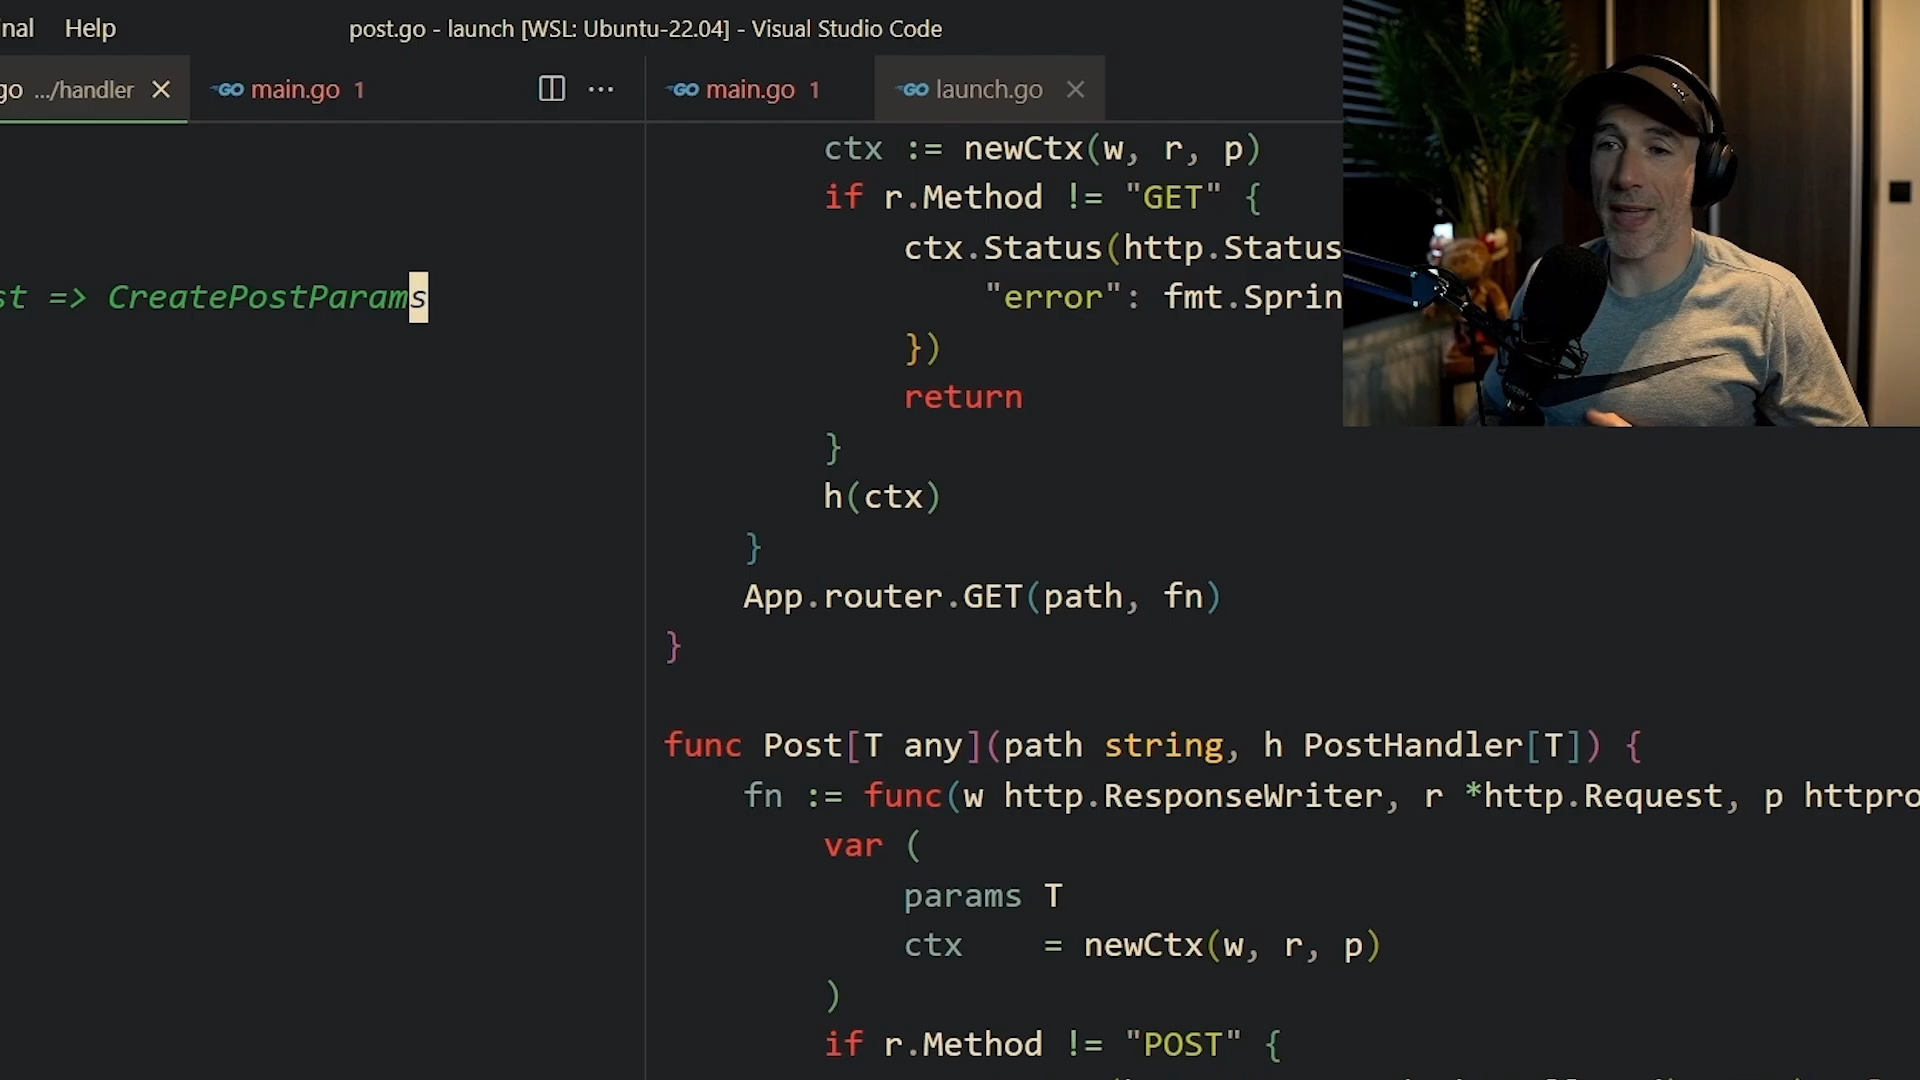 nal Help post.go - launch [WSL: Ubuntu-22.04] - Visual Studio Code
go .../handler main.go 1 main.go 1 launch.go
st => CreatePostParams
ctx := newCtx(w, r, p)
if r.Method != "GET" {
ctx.Status(http.Status
"error": fmt.Sprin
})
return
}
h(ctx)
}
App.router.GET(path, fn)
}
func Post[T any](path string, h PostHandler[T]) {
fn := func(w http.ResponseWriter, r *http.Request, p httpro
var (
params T
ctx = newCtx(w, r, p)
)
if r.Method != "POST" {